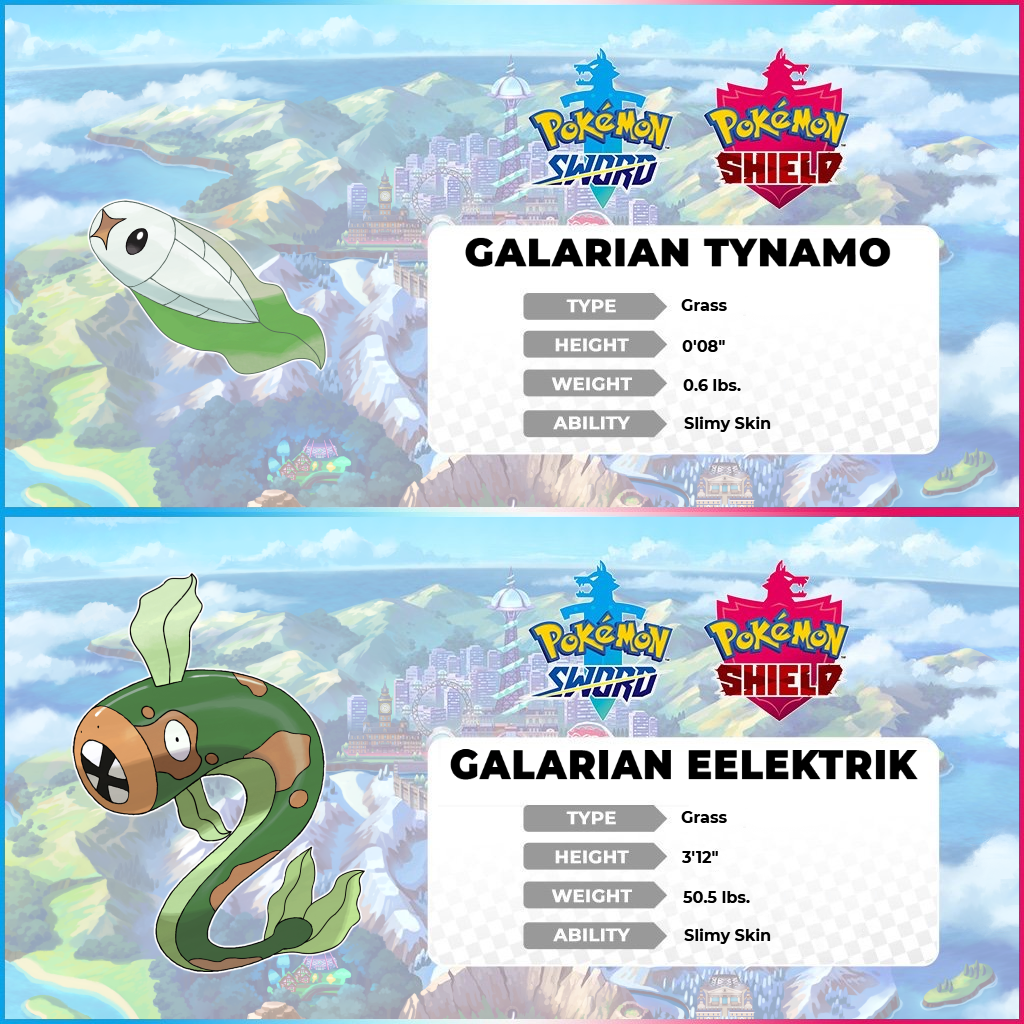 POKéMON POKéMON
SWORD SHIELD
GALARIAN TYNAMO
TYPE Grass
HEIGHT 0'08"
WEIGHT 0.6 lbs.
ABILITY Slimy Skin
POKéMON POKéMON
SWORD SHIELD
GALARIAN EELEKTRIK
TYPE Grass
HEIGHT 3'12"
WEIGHT 50.5 lbs.
ABILITY Slimy Skin